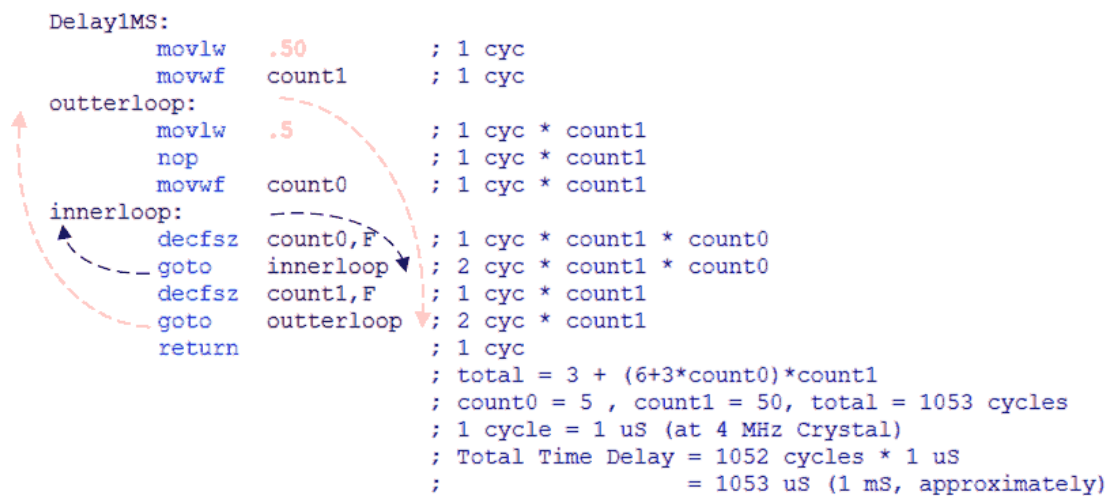 Delay1MS:
movlw .50 ; 1 cyc
movwf count1 ; 1 cyc
outterloop:
movlw .5 ; 1 cyc * count1
nop ; 1 cyc * count1
movwf count0 ; 1 cyc * count1
innerloop:
decfsz count0,F ; 1 cyc * count1 * count0
goto innerloop ; 2 cyc * count1 * count0
decfsz count1,F ; 1 cyc * count1
goto outterloop ; 2 cyc * count1
return ; 1 cyc
; total = 3 + (6+3*count0)*count1
; count0 = 5 , count1 = 50, total = 1053 cycles
; 1 cycle = 1 uS (at 4 MHz Crystal)
; Total Time Delay = 1052 cycles * 1 uS
; = 1053 uS (1 mS, approximately)